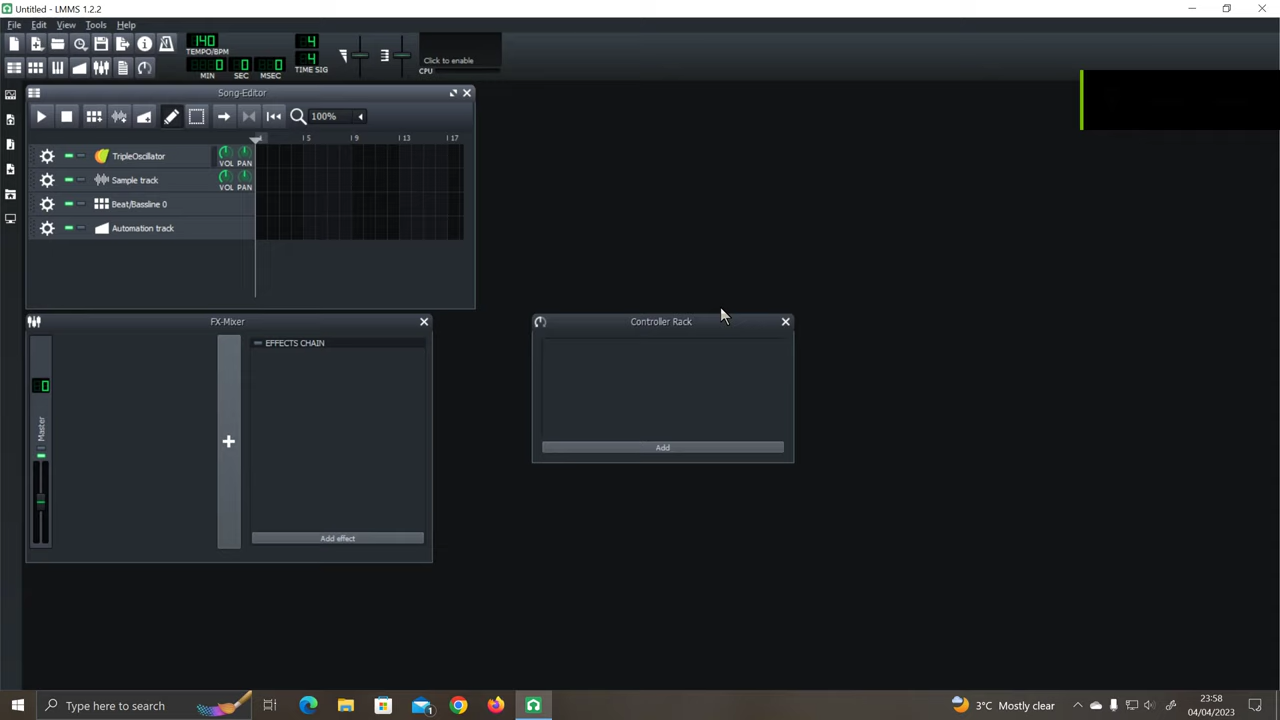 Untitled - LMMS 1.2.2
File Edit View Tools Help
140
TEMPO/BPM
4
4
TIME SIG
0 0 0
MIN SEC MSEC
Click to enable
CPU
Song-Editor
100%
5 9 13 17
TripleOscillator
VOL PAN
Sample track
VOL PAN
Beat/Bassline 0
Automation track
FX-Mixer
EFFECTS CHAIN
0
Master
Add effect
Controller Rack
Add
Type here to search
1
3°C Mostly clear
23:58
04/04/2023